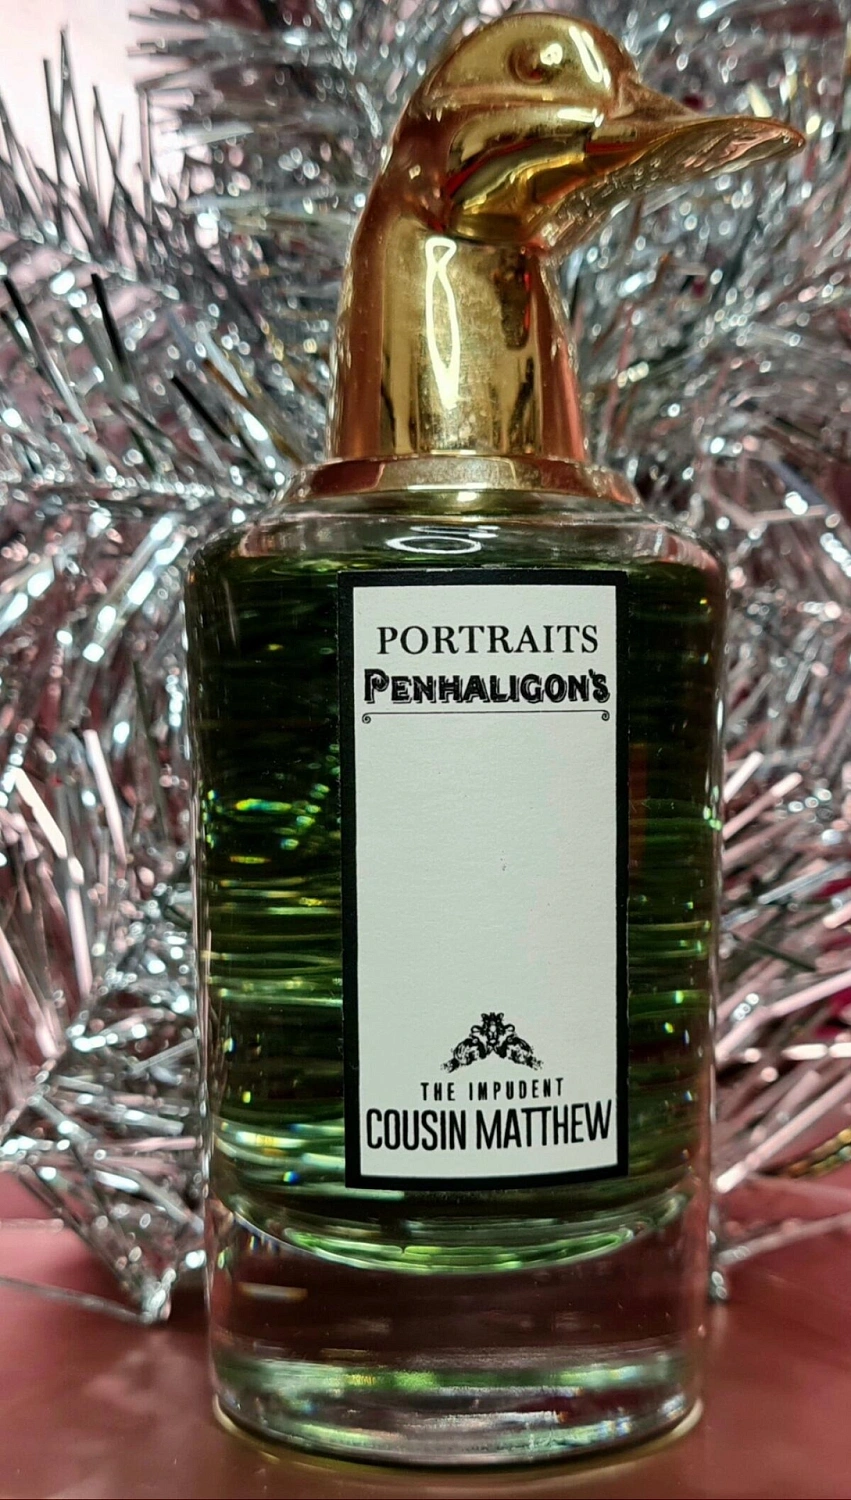 PORTRAITS
PENHALIGON'S
THE IMPUDENT
COUSIN MATTHEW